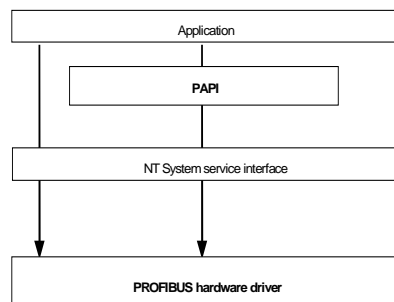 Application
PAPI
NT System service interface
PROFIBUS hardware driver